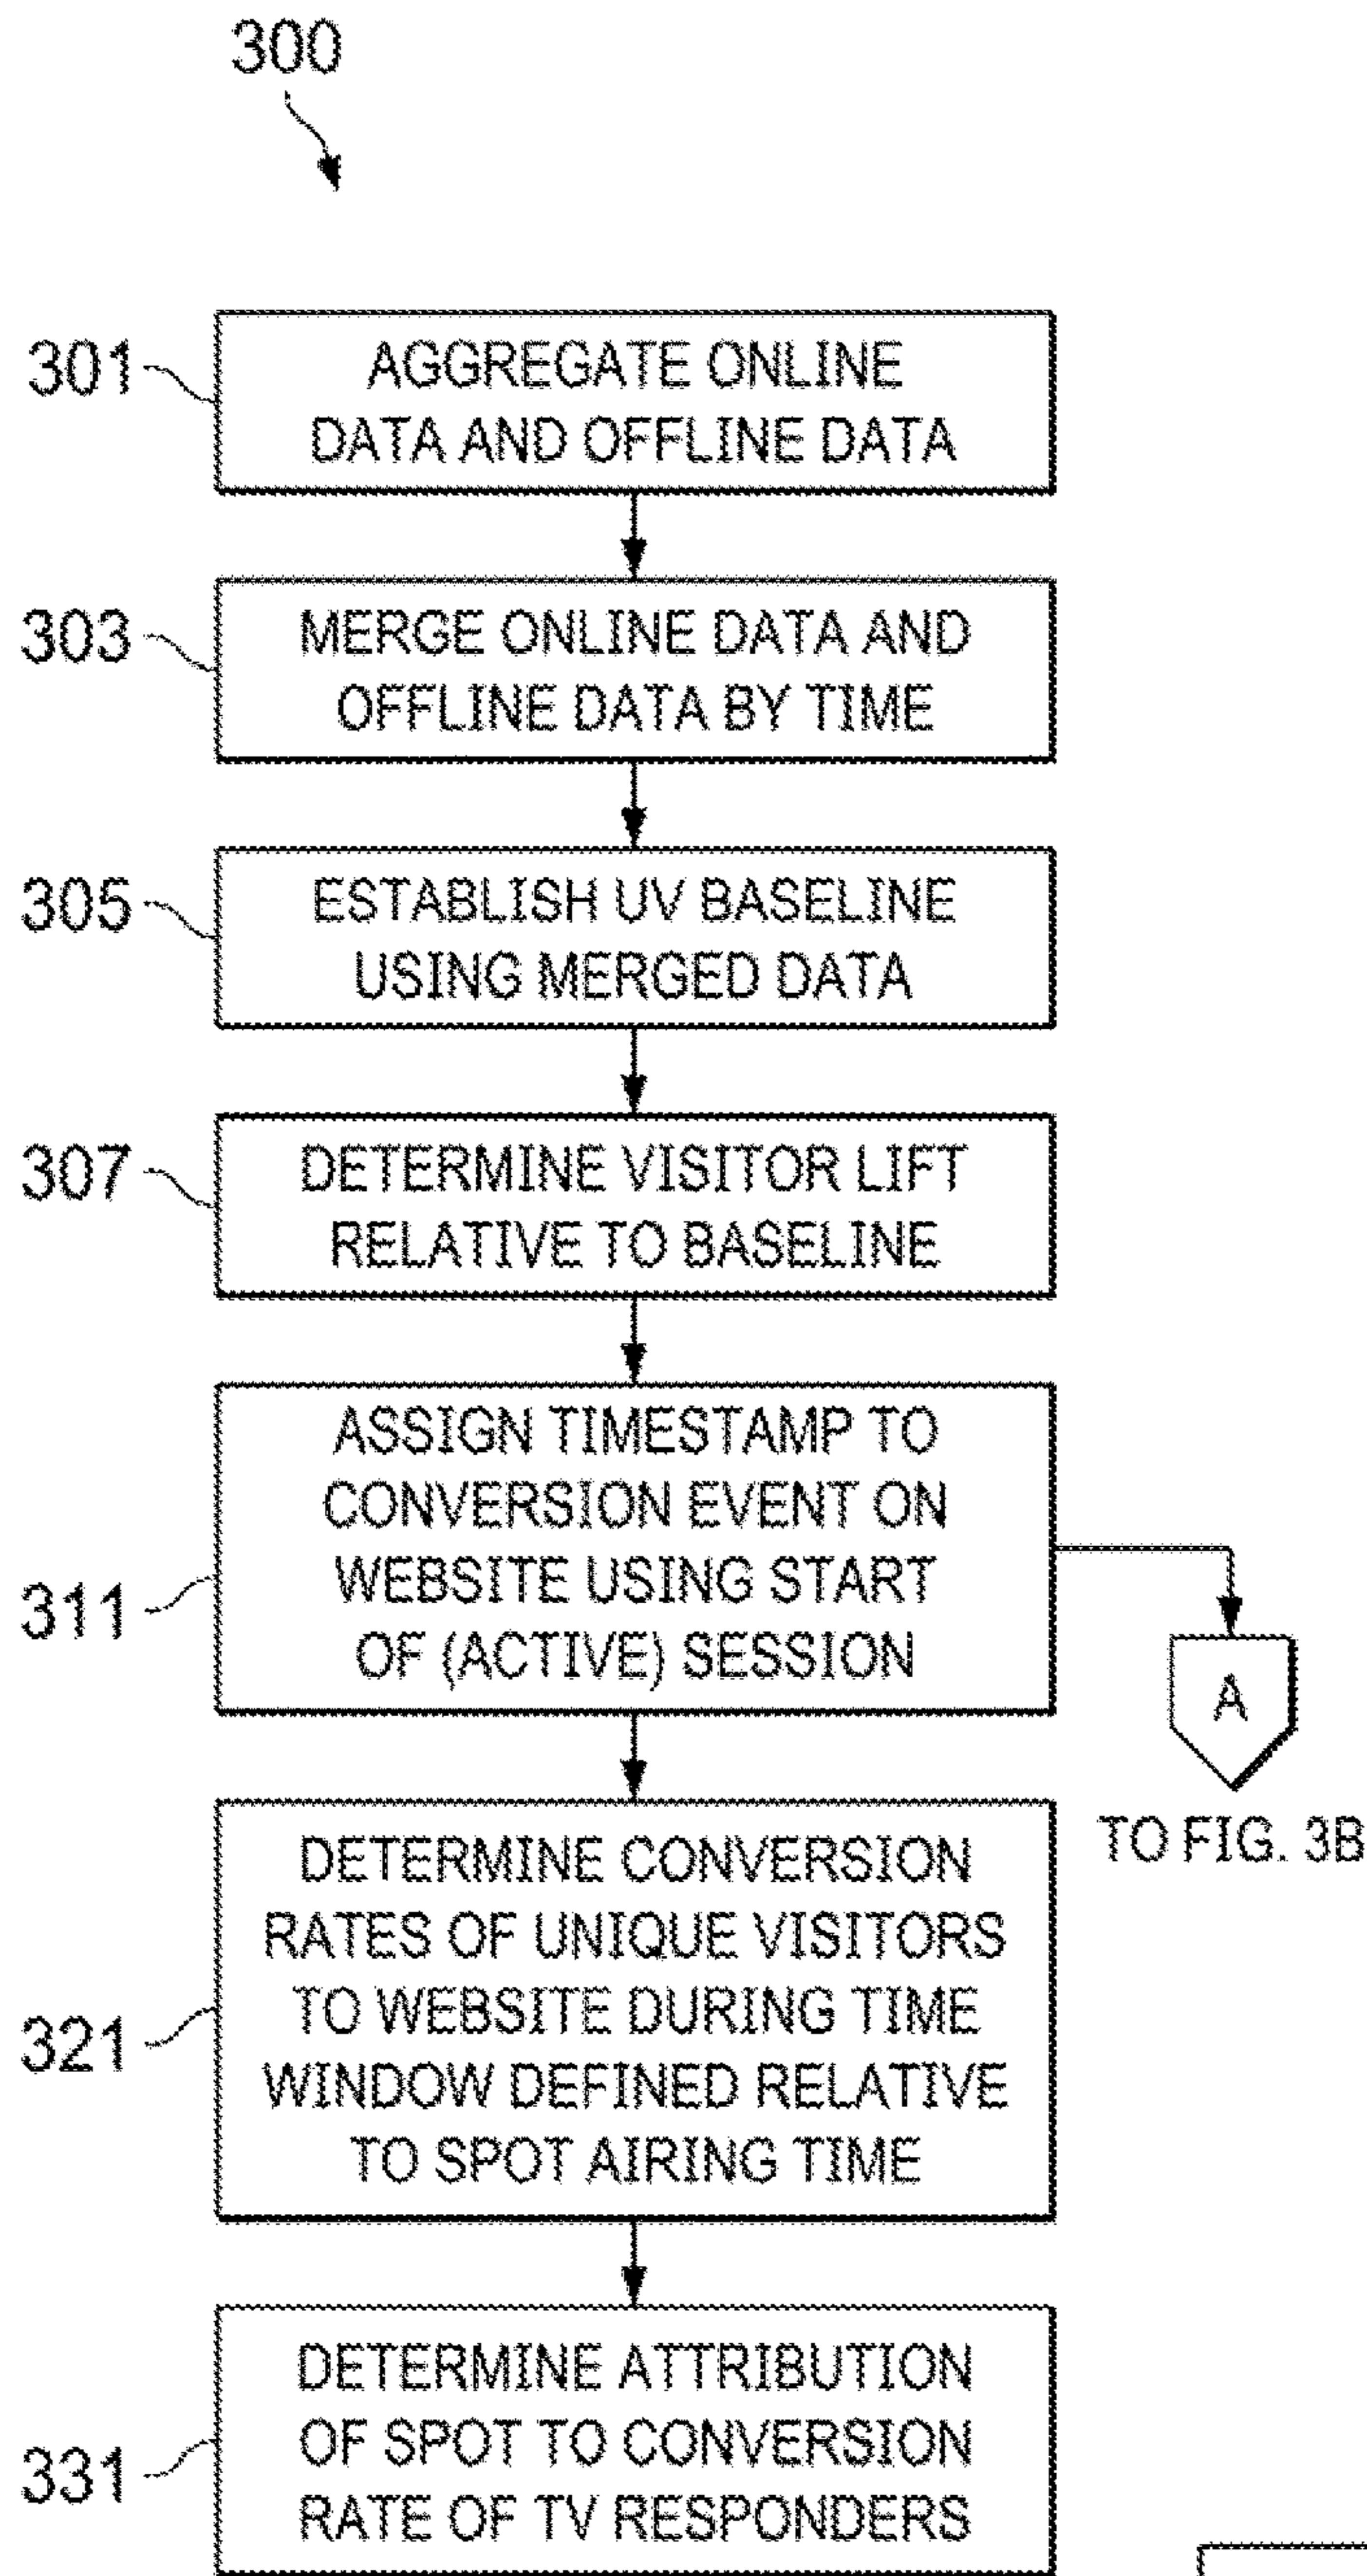 300
301
AGGREGATE ONLINE
DATA AND OFFLINE DATA
303
MERGE ONLINE DATA AND
OFFLINE DATA BY TIME
305
ESTABLISH UV BASELINE
USING MERGED DATA
307
DETERMINE VISITOR LIFT
RELATIVE TO BASELINE
311
ASSIGN TIMESTAMP TO
CONVERSION EVENT ON
WEBSITE USING START
OF (ACTIVE) SESSION
A
TO FIG. 3B
321
DETERMINE CONVERSION
RATES OF UNIQUE VISITORS
TO WEBSITE DURING TIME
WINDOW DEFINED RELATIVE
TO SPOT AIRING TIME
331
DETERMINE ATTRIBUTION
OF SPOT TO CONVERSION
RATE OF TV RESPONDERS